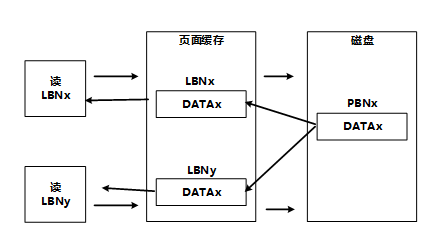 页面缓存
磁盘
读
LBNx
LBNx
DATAx
PBNx
DATAx
读
LBNy
LBNy
DATAx